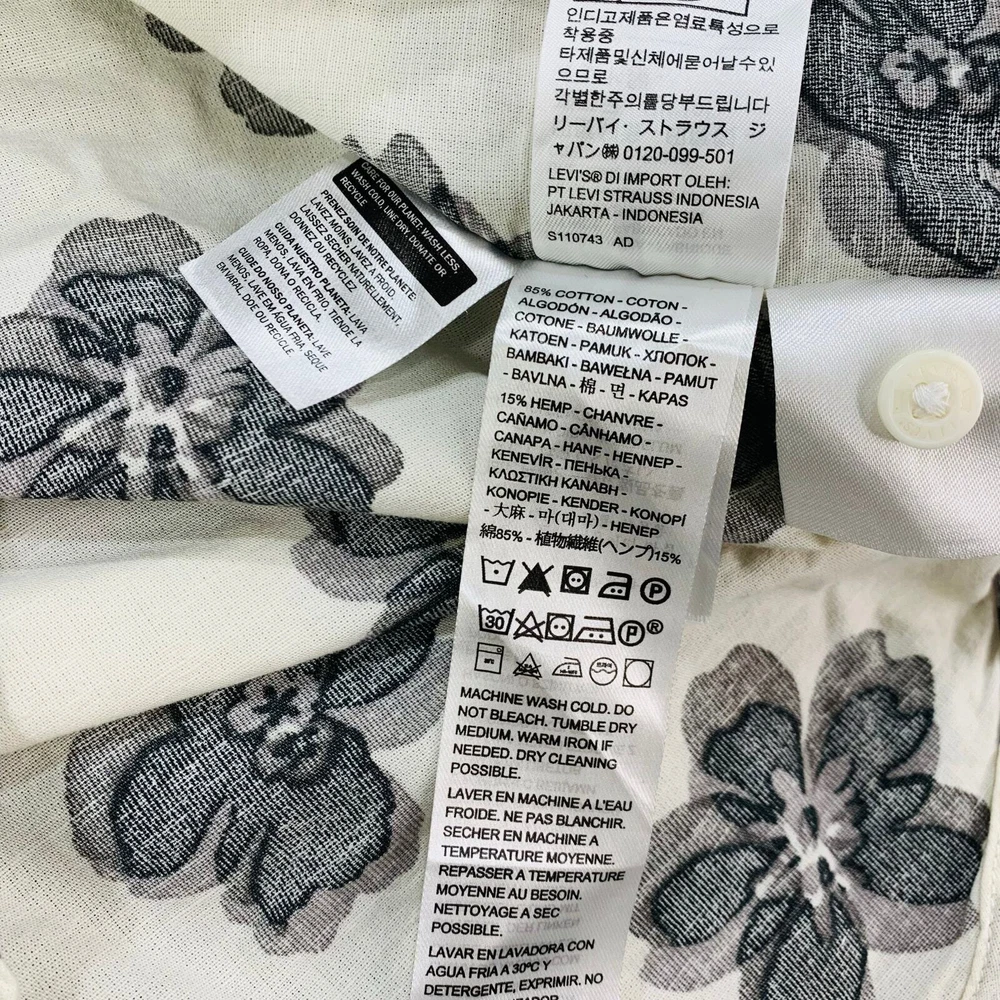 인디고제품은염료특성으로
착용중
타제품및신체에묻어날수있
으므로
각별한주의를당부드립니다
リーバイ・ストラウス ジ
ャパン㈱ 0120-099-501
LEVI'S® DI IMPORT OLEH:
PT LEVI STRAUSS INDONESIA
JAKARTA - INDONESIA
S110743 AD
CARE FOR OUR PLANET: WASH LESS,
WASH COLD, LINE DRY, DONATE OR
RECYCLE
PRENEZ SOIN DE NOTRE PLANETE:
LAVEZ MOINS, LAVEZ A FROID,
LAISSEZ SECHER NATURELLEMENT,
DONNEZ OU RECYCLEZ.
CUIDA NUESTRO PLANETA: LAVA
MENOS, LAVA EN FRIO, TIENDE LA
ROPA, DONA O RECICLA.
CUIDE DO NOSSO PLANETA: LAVE
MENOS, LAVE EM AGUA FRIA, SEQUE
EM VARAL, DOE OU RECICLE.
85% COTTON - COTON -
ALGODÓN - ALGODÃO -
COTONE - BAUMWOLLE -
KATOEN - PAMUK - ХЛОПОК -
BAMBAKI - BAWEŁNA - PAMUT
- BAVLNA - 棉 - 면 - KAPAS
15% HEMP - CHANVRE -
CAÑAMO - CÂNHAMO -
CANAPA - HANF - HENNEP -
KENEVİR - ПЕНЬКА -
ΚΛΩΣΤΙΚΗ ΚΑΝΑΒΗ -
KONOPIE - KENDER - KONOPÍ
- 大麻 - 마(대마) - HENEP
綿85% - 植物繊維(ヘンプ)15%
30
MACHINE WASH COLD. DO
NOT BLEACH. TUMBLE DRY
MEDIUM. WARM IRON IF
NEEDED. DRY CLEANING
POSSIBLE.
LAVER EN MACHINE A L'EAU
FROIDE. NE PAS BLANCHIR.
SECHER EN MACHINE A
TEMPERATURE MOYENNE.
REPASSER A TEMPERATURE
MOYENNE AU BESOIN.
NETTOYAGE A SEC
POSSIBLE.
LAVAR EN LAVADORA CON
AGUA FRIA A 30ºC Y
DETERGENTE, EXPRIMIR. NO